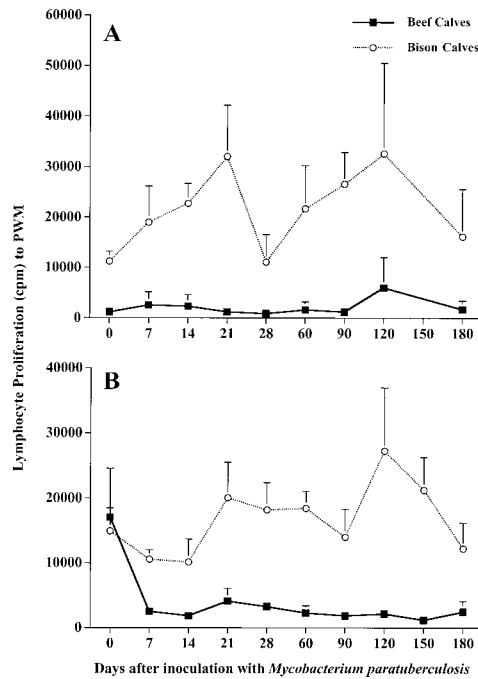 A
Beef Calves
Bison Calves
60000
50000
40000
30000
20000
10000
0
0 7 14 21 28 60 90 120 150 180
Lymphocyte Proliferation (cpm) to PWM
B
40000
30000
20000
10000
0
0 7 14 21 28 60 90 120 150 180
Days after inoculation with Mycobacterium paratuberculosis